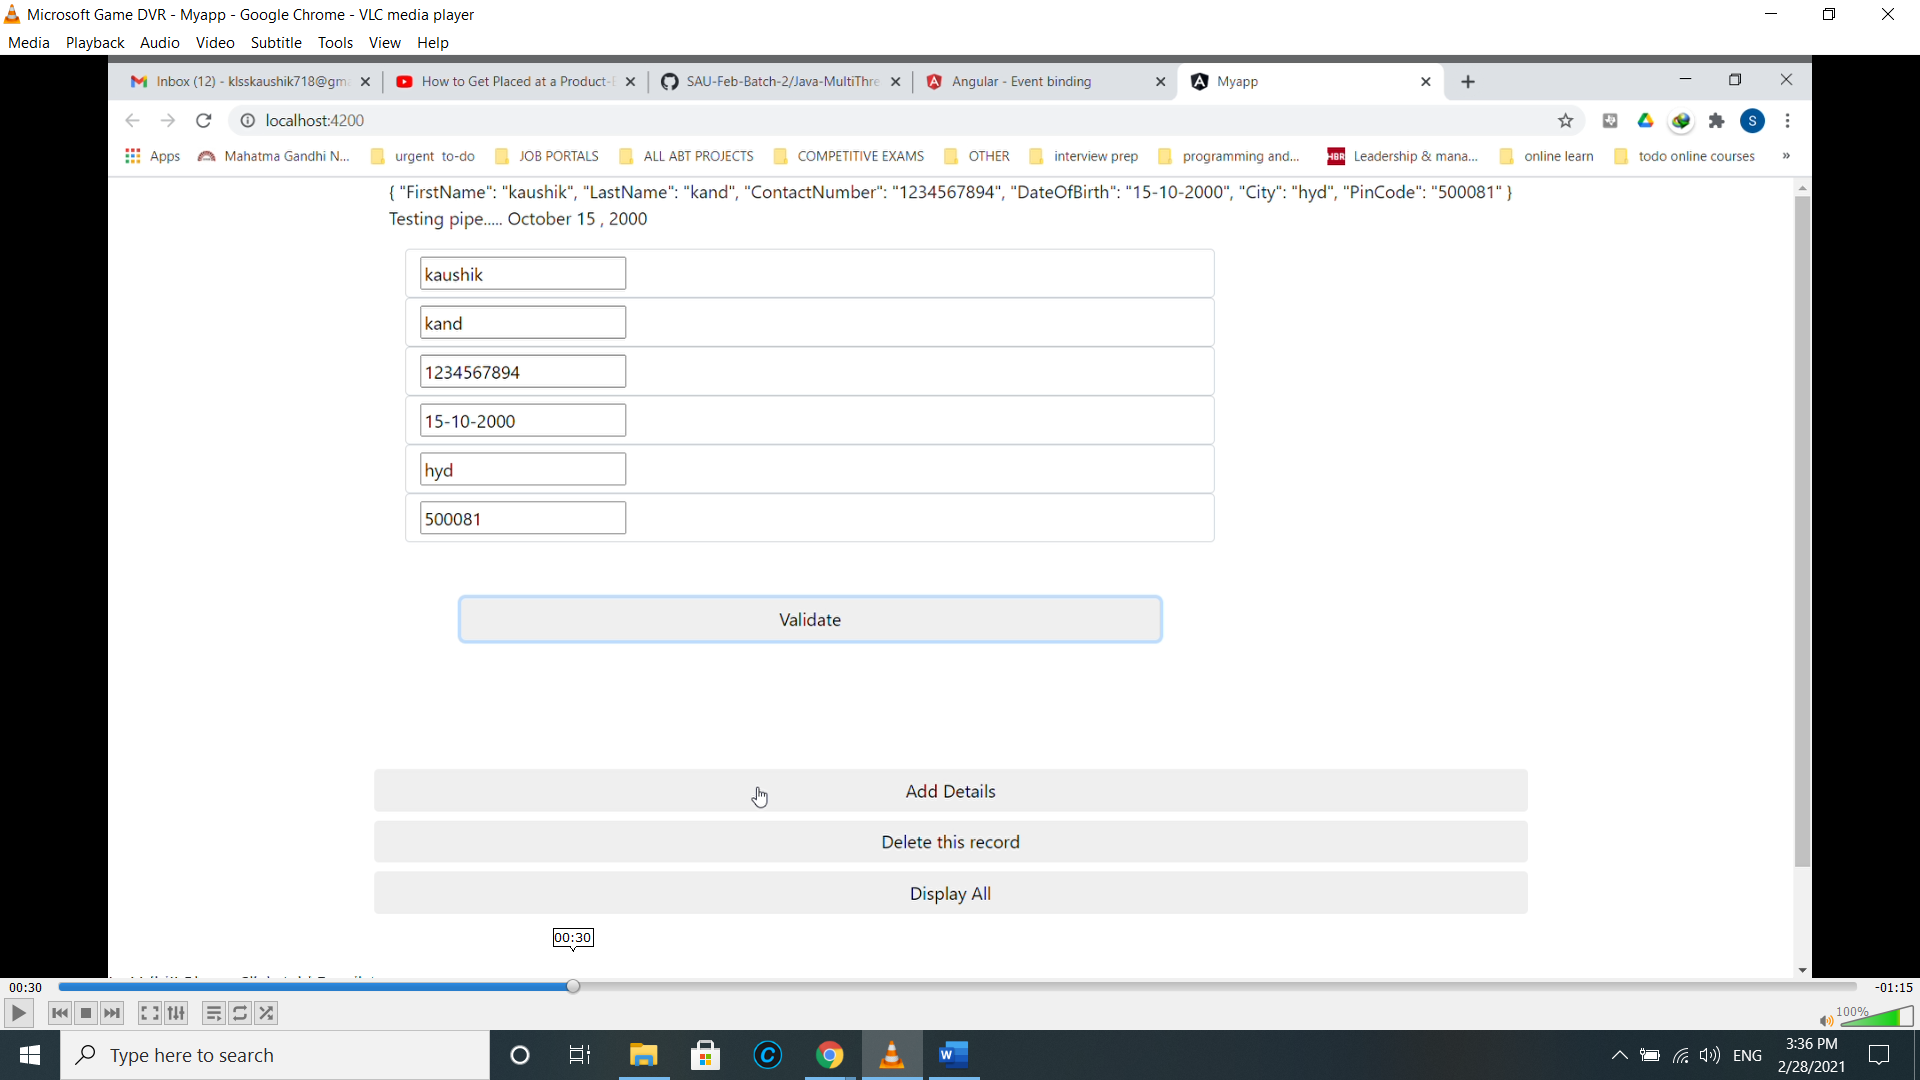 Microsoft Game DVR - Myapp - Google Chrome - VLC media player
Media Playback Audio Video Subtitle Tools View Help
Inbox (12) - klsskaushik718@gm
How to Get Placed at a Product-
SAU-Feb-Batch-2/Java-MultiThre
Angular - Event binding
Myapp
localhost:4200
S
Apps
Mahatma Gandhi N...
urgent to-do
JOB PORTALS
ALL ABT PROJECTS
COMPETITIVE EXAMS
OTHER
interview prep
programming and...
HBR
Leadership & mana...
online learn
todo online courses
»
{ "FirstName": "kaushik", "LastName": "kand", "ContactNumber": "1234567894", "DateOfBirth": "15-10-2000", "City": "hyd", "PinCode": "500081" }
Testing pipe..... October 15 , 2000
kaushik
kand
1234567894
15-10-2000
hyd
500081
Validate
Add Details
Delete this record
Display All
00:30
00:30
-01:15
100%
Type here to search
ENG
3:36 PM
2/28/2021